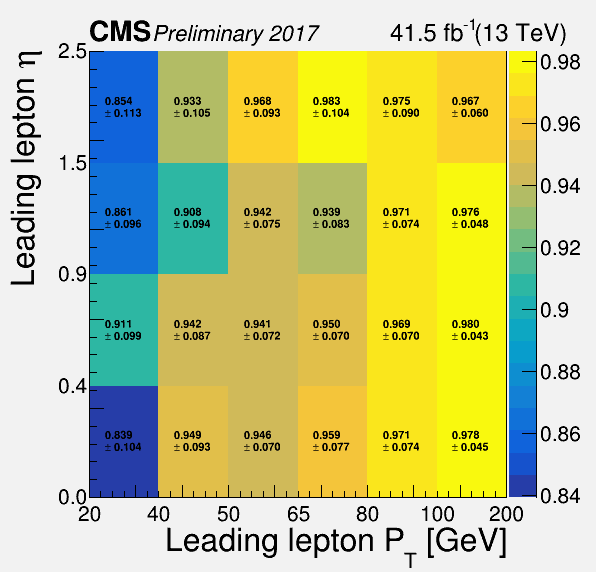 CMS Preliminary 2017 41.5 fb-1(13 TeV)
Leading lepton η
2.5
1.5
0.9
0.4
0.0
0.854 0.933 0.968 0.983 0.975 0.967
± 0.113 ± 0.105 ± 0.093 ± 0.104 ± 0.090 ± 0.060
0.861 0.908 0.942 0.939 0.971 0.976
± 0.096 ± 0.094 ± 0.075 ± 0.083 ± 0.074 ± 0.048
0.911 0.942 0.941 0.950 0.969 0.980
± 0.099 ± 0.087 ± 0.072 ± 0.070 ± 0.070 ± 0.043
0.839 0.949 0.946 0.959 0.971 0.978
± 0.104 ± 0.093 ± 0.070 ± 0.077 ± 0.074 ± 0.045
20 40 50 65 80 100 200
Leading lepton PT [GeV]
0.98
0.96
0.94
0.92
0.9
0.88
0.86
0.84